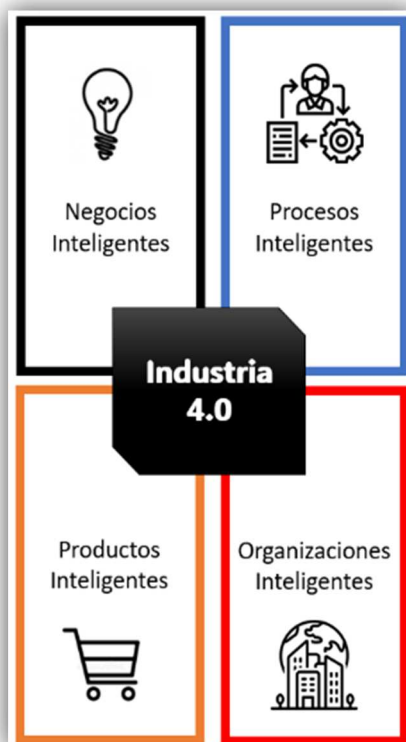 Negocios
Inteligentes
Procesos
Inteligentes
Industria
4.0
Productos
Inteligentes
Organizaciones
Inteligentes